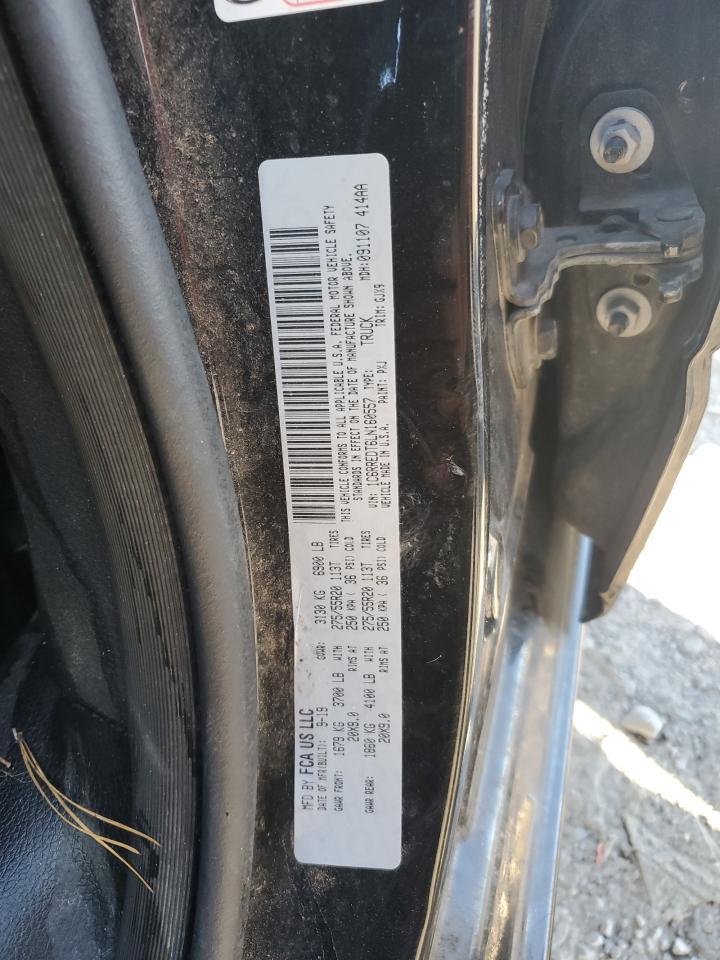 MFD BY FCA US LLC
DATE OF MFR(BUILT): 9-19 GVWR: 3130 KG 6900 LB
GAWR FRONT: 1679 KG 3700 LB WITH 275/55R20 113T TIRES
20X9.0 RIMS AT 250 KPA ( 36 PSI) COLD
GAWR REAR: 1860 KG 4100 LB WITH 275/55R20 113T TIRES
20X9.0 RIMS AT 250 KPA ( 36 PSI) COLD
THIS VEHICLE CONFORMS TO ALL APPLICABLE U.S.A. FEDERAL MOTOR VEHICLE SAFETY
STANDARDS IN EFFECT ON THE DATE OF MANUFACTURE SHOWN ABOVE.
VIN: 1C6RREDT6LN160557 TYPE: TRUCK MDH:091107 414AA
VEHICLE MADE IN U.S.A. PAINT: PXJ TRIM: GJX9